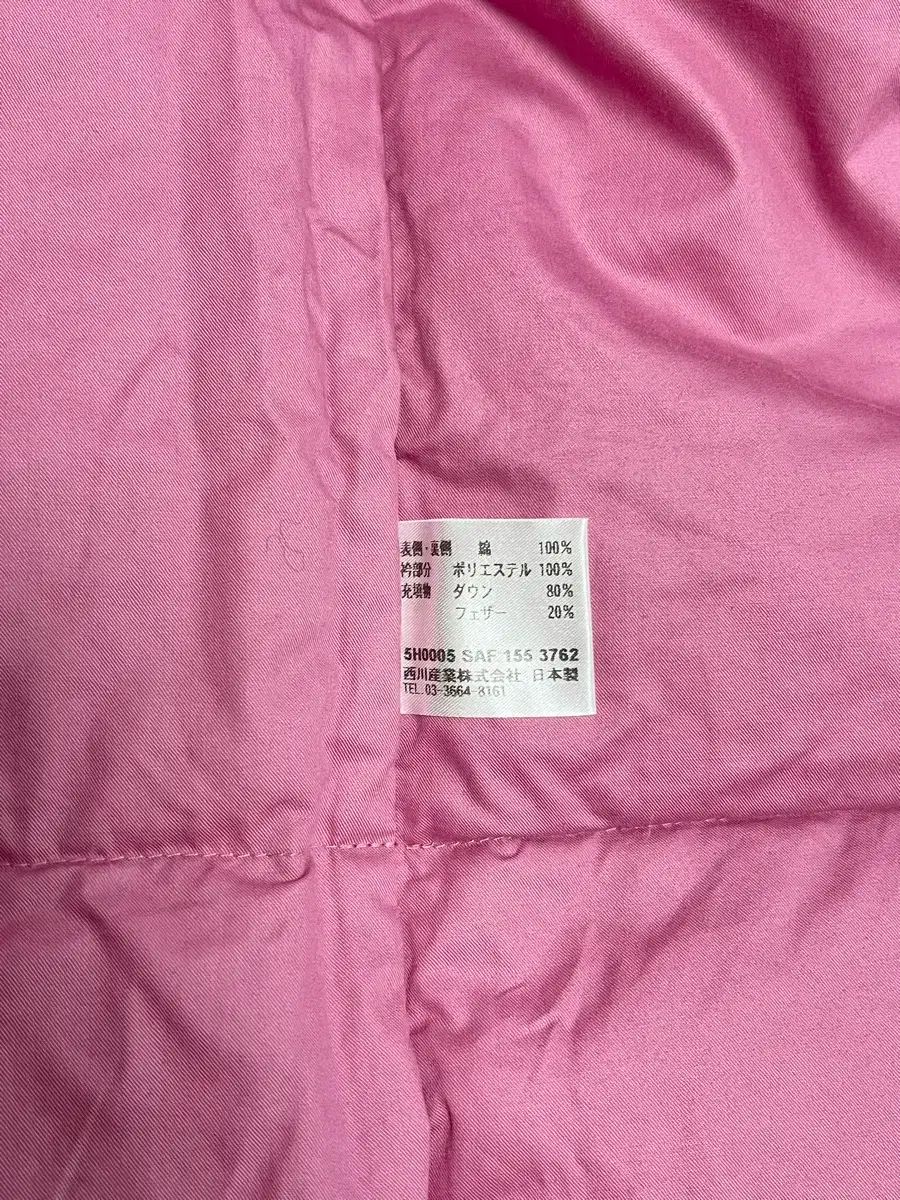 表側・裏側 綿 100%
衿部分 ポリエステル 100%
充填物 ダウン 80%
フェザー 20%
5H0005 SAF 155 3762
西川産業株式会社 日本製
TEL.03-3664-8161